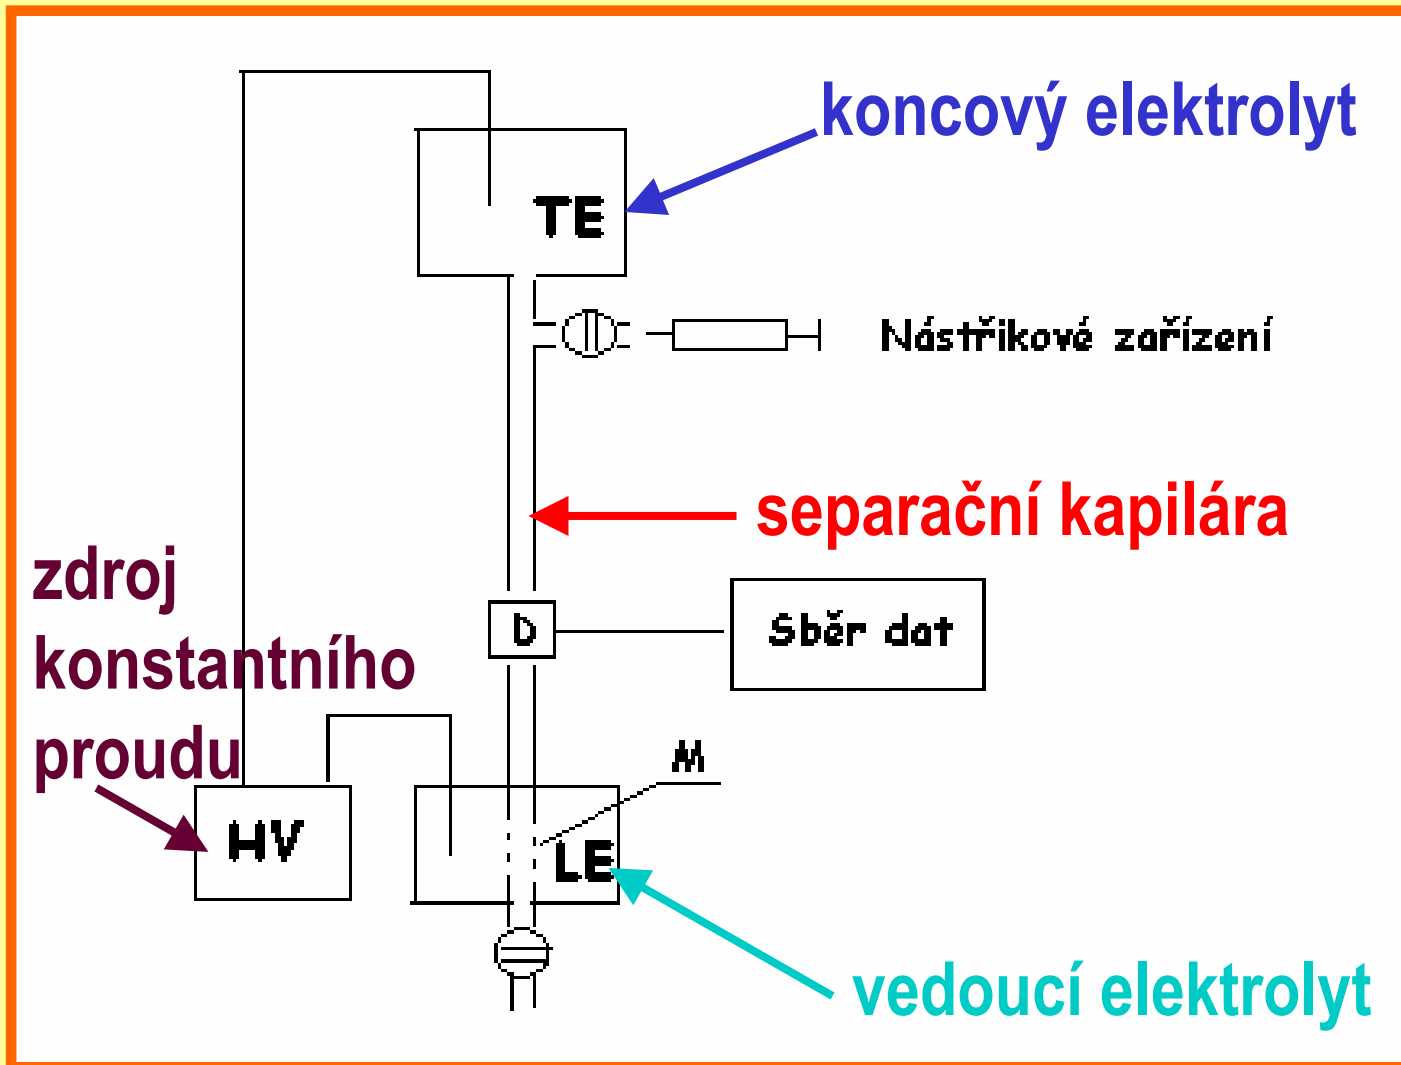 koncový elektrolyt
TE
Nástřikové zařízení
separační kapilára
zdroj
konstantního
proudu
D
Sběr dat
M
HV
LE
vedoucí elektrolyt